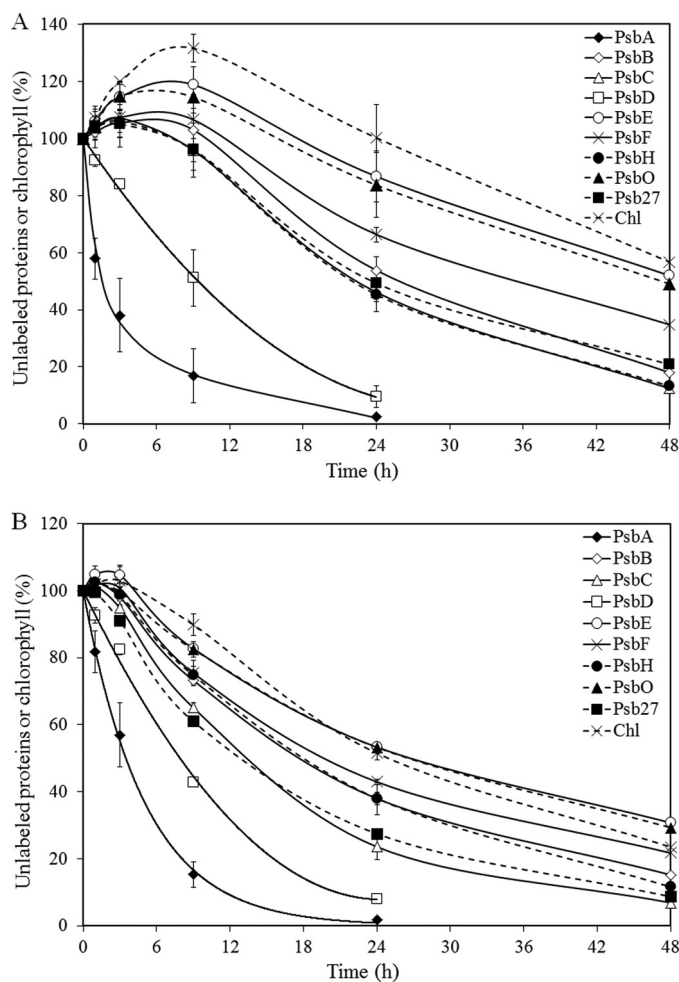 A
Unlabeled proteins or chlorophyll (%)
140
120
100
80
60
40
20
0
0 6 12 18 24 30 36 42 48
Time (h)
PsbA
PsbB
PsbC
PsbD
PsbE
PsbF
PsbH
PsbO
Psb27
Chl
B
Unlabeled proteins or chlorophyll (%)
120
100
80
60
40
20
0
0 6 12 18 24 30 36 42 48
Time (h)
PsbA
PsbB
PsbC
PsbD
PsbE
PsbF
PsbH
PsbO
Psb27
Chl